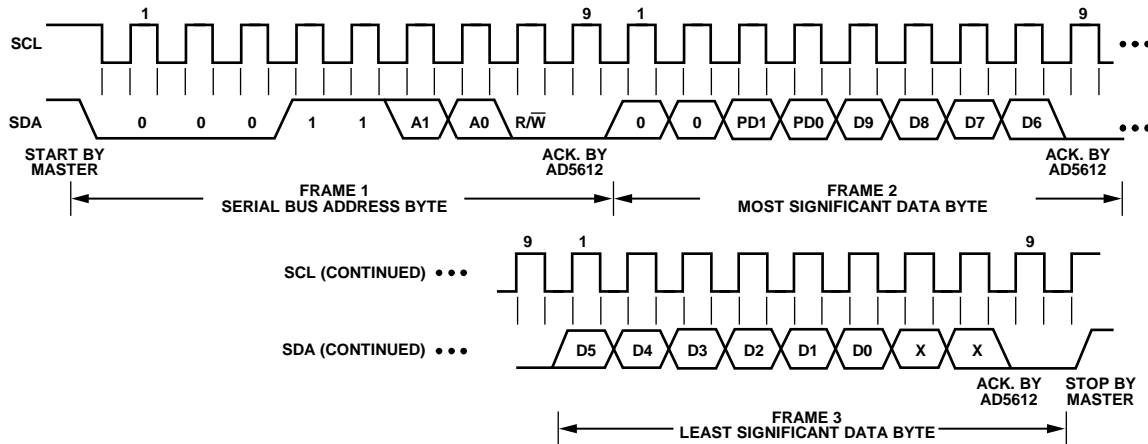 1 9 1 9
SCL
SDA 0 0 0 1 1 A1 A0 R/W̅ 0 0 PD1 PD0 D9 D8 D7 D6
START BY
MASTER
ACK. BY
AD5612
ACK. BY
AD5612
FRAME 1
SERIAL BUS ADDRESS BYTE
FRAME 2
MOST SIGNIFICANT DATA BYTE
9 1 9
SCL (CONTINUED)
SDA (CONTINUED) D5 D4 D3 D2 D1 D0 X X
ACK. BY
AD5612
STOP BY
MASTER
FRAME 3
LEAST SIGNIFICANT DATA BYTE